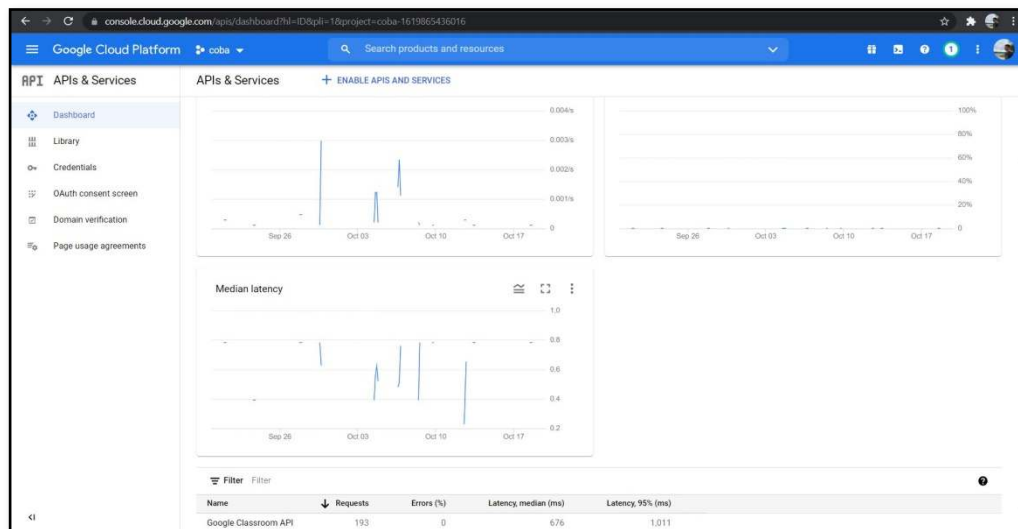 console.cloud.google.com/apis/dashboard?hl=ID&pli=1&project=coba-1619865436016
Google Cloud Platform
coba
Search products and resources
1
API APIs & Services
APIs & Services
+ ENABLE APIS AND SERVICES
Dashboard
Library
Credentials
OAuth consent screen
Domain verification
Page usage agreements
0.004/s
0.003/s
0.002/s
0.001/s
0
Sep 26 Oct 03 Oct 10 Oct 17
100%
80%
60%
40%
20%
0
Sep 26 Oct 03 Oct 10 Oct 17
Median latency
1.0
0.8
0.6
0.4
0.2
Sep 26 Oct 03 Oct 10 Oct 17
Filter Filter
Name Requests Errors (%) Latency, median (ms) Latency, 95% (ms)
Google Classroom API 193 0 676 1,011